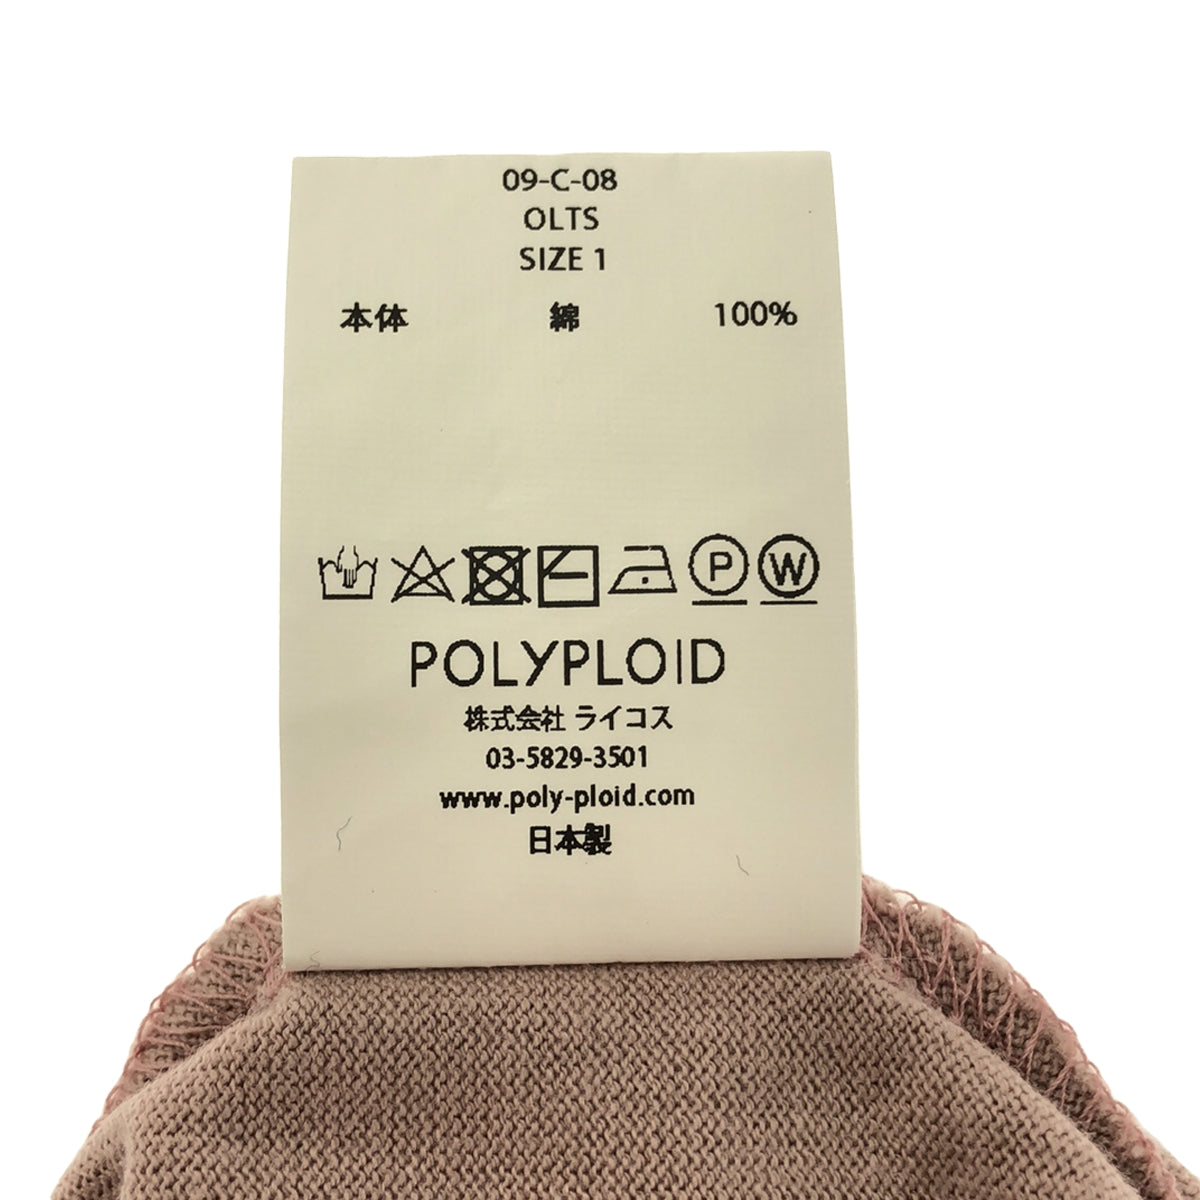 09-C-08
OLTS
SIZE 1
本体 綿 100%
P W
POLYPLOID
株式会社 ライコス
03-5829-3501
www.poly-ploid.com
日本製